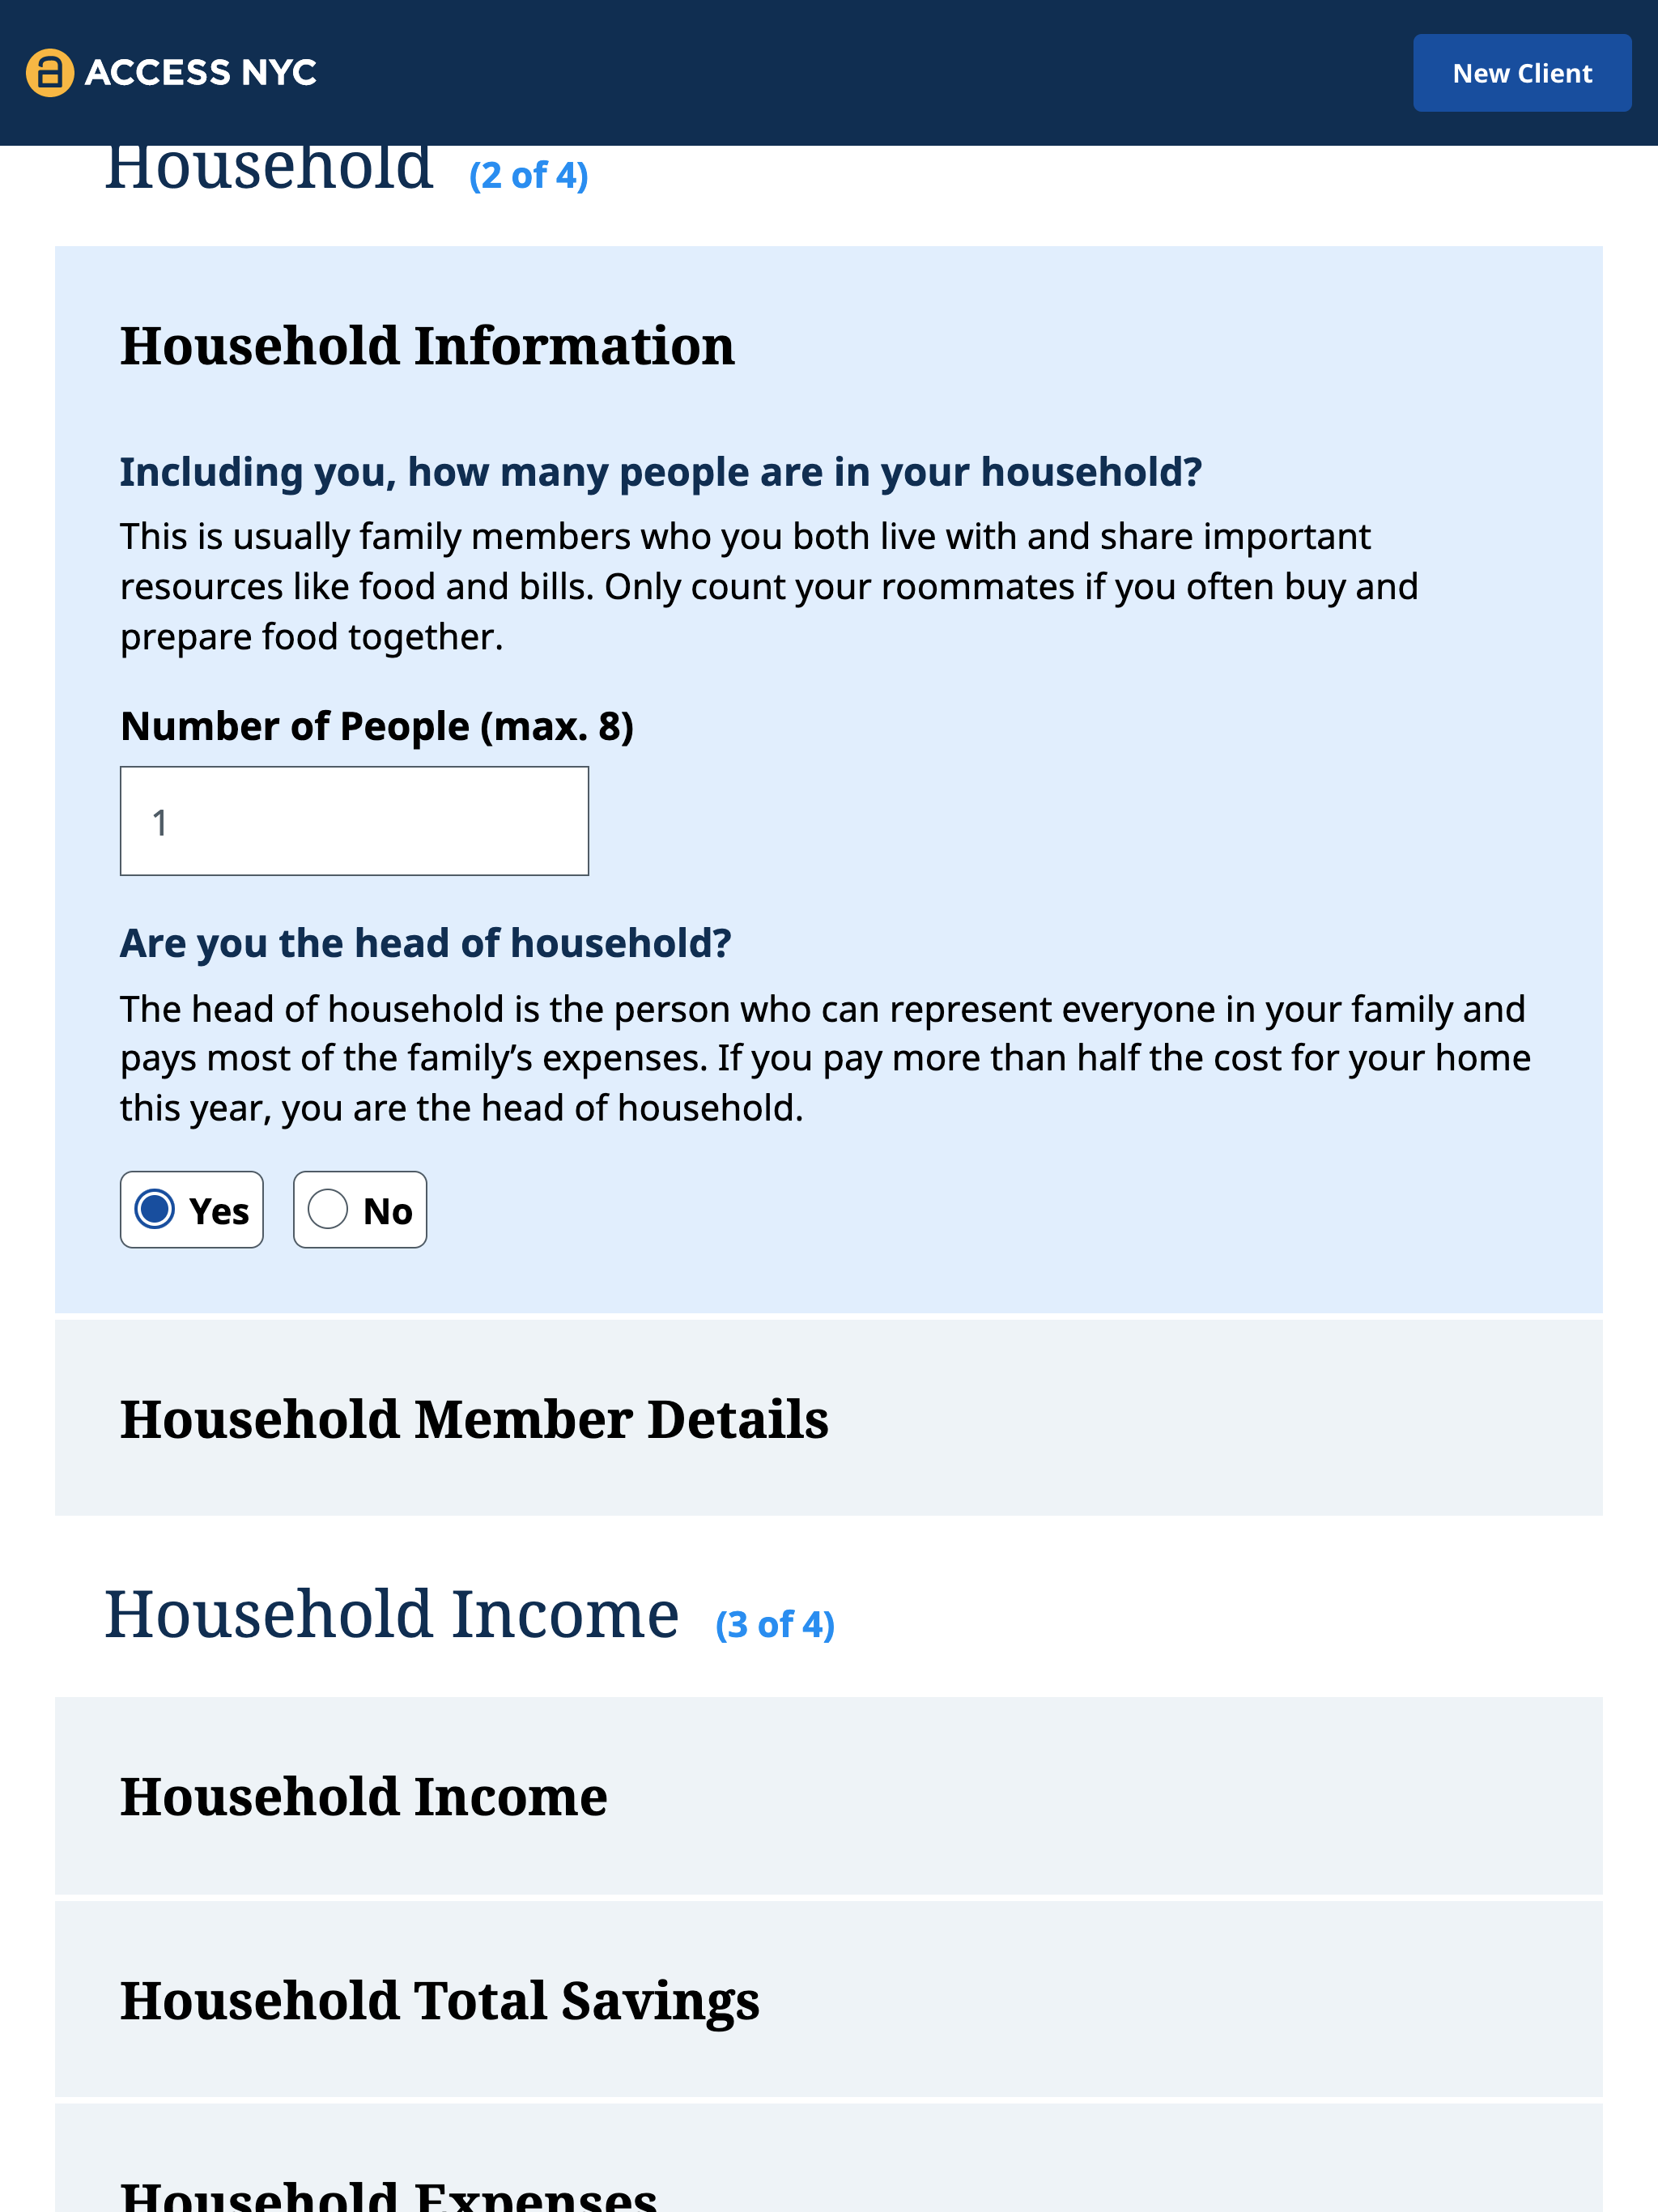 ACCESS NYC
New Client
Household (2 of 4)
Household Information
Including you, how many people are in your household?
This is usually family members who you both live with and share important
resources like food and bills. Only count your roommates if you often buy and
prepare food together.
Number of People (max. 8)
1
Are you the head of household?
The head of household is the person who can represent everyone in your family and
pays most of the family’s expenses. If you pay more than half the cost for your home
this year, you are the head of household.
Yes No
Household Member Details
Household Income (3 of 4)
Household Income
Household Total Savings
Household Expenses